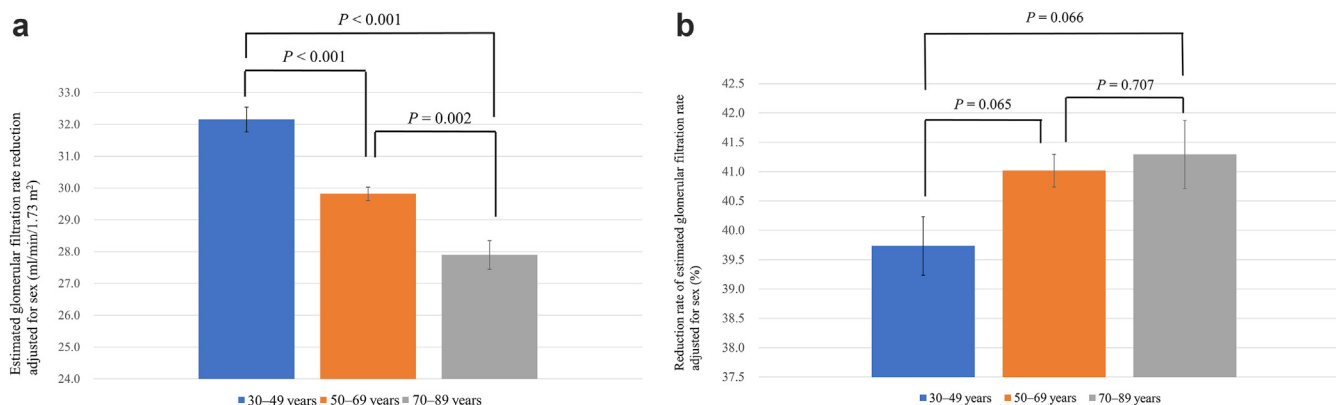 a
P < 0.001
P < 0.001
P = 0.002
33.0
32.0
31.0
30.0
29.0
28.0
27.0
26.0
25.0
24.0
Estimated glomerular filtration rate reduction
adjusted for sex (ml/min/1.73 m²)
30–49 years 50–69 years 70–89 years
b
P = 0.066
P = 0.707
P = 0.065
42.5
42.0
41.5
41.0
40.5
40.0
39.5
39.0
38.5
38.0
37.5
Reduction rate of estimated glomerular filtration rate
adjusted for sex (%)
30–49 years 50–69 years 70–89 years